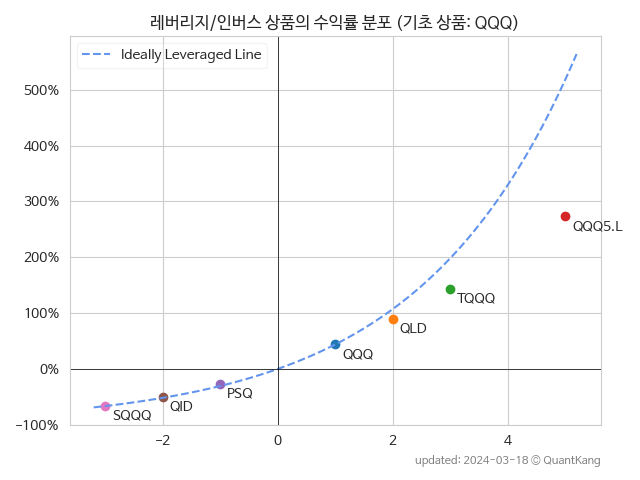 레버리지/인버스 상품의 수익률 분포 (기초 상품: QQQ)
Ideally Leveraged Line
500%
400%
300%
200%
100%
0%
−100%
QQQ5.L
TQQQ
QLD
QQQ
PSQ
QID
SQQQ
−2
0
2
4
updated: 2024-03-18 © QuantKang